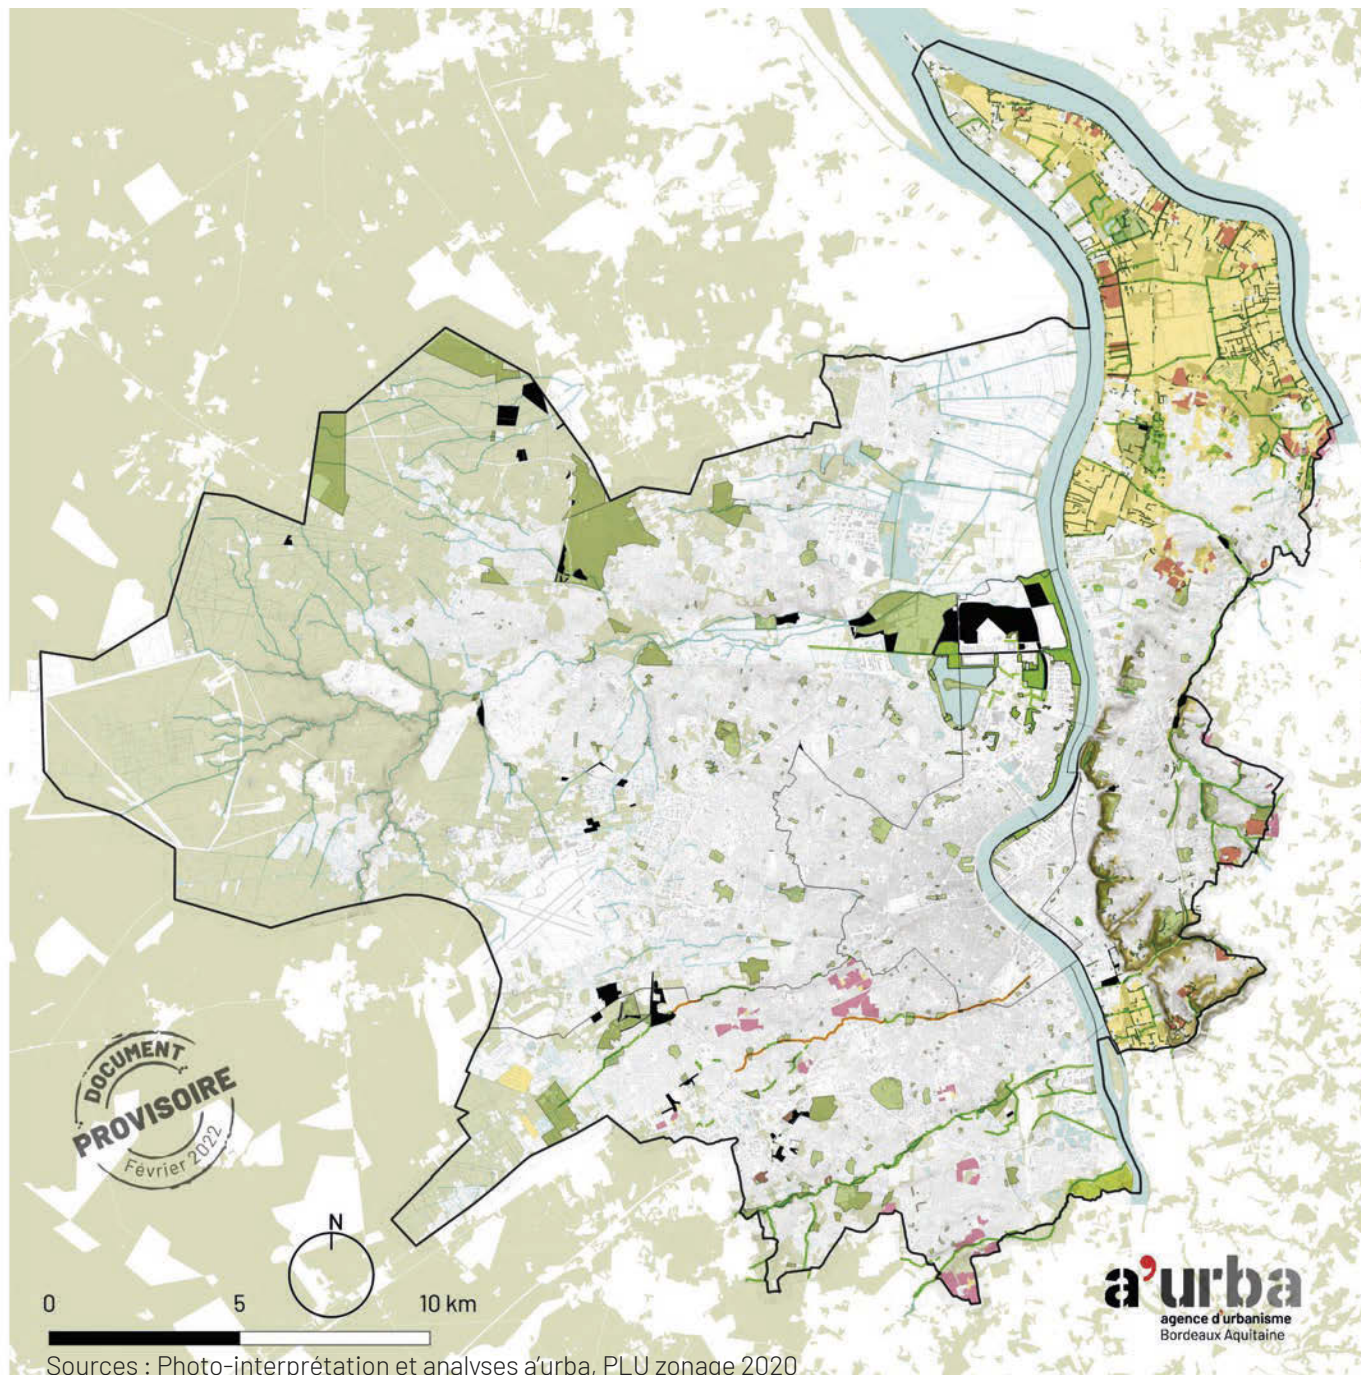 DOCUMENT
PROVISOIRE
Février 2022
N
0 5 10 km
a'urba
agence d'urbanisme
Bordeaux Aquitaine
Sources : Photo-interprétation et analyses a'urba, PLU zonage 2020